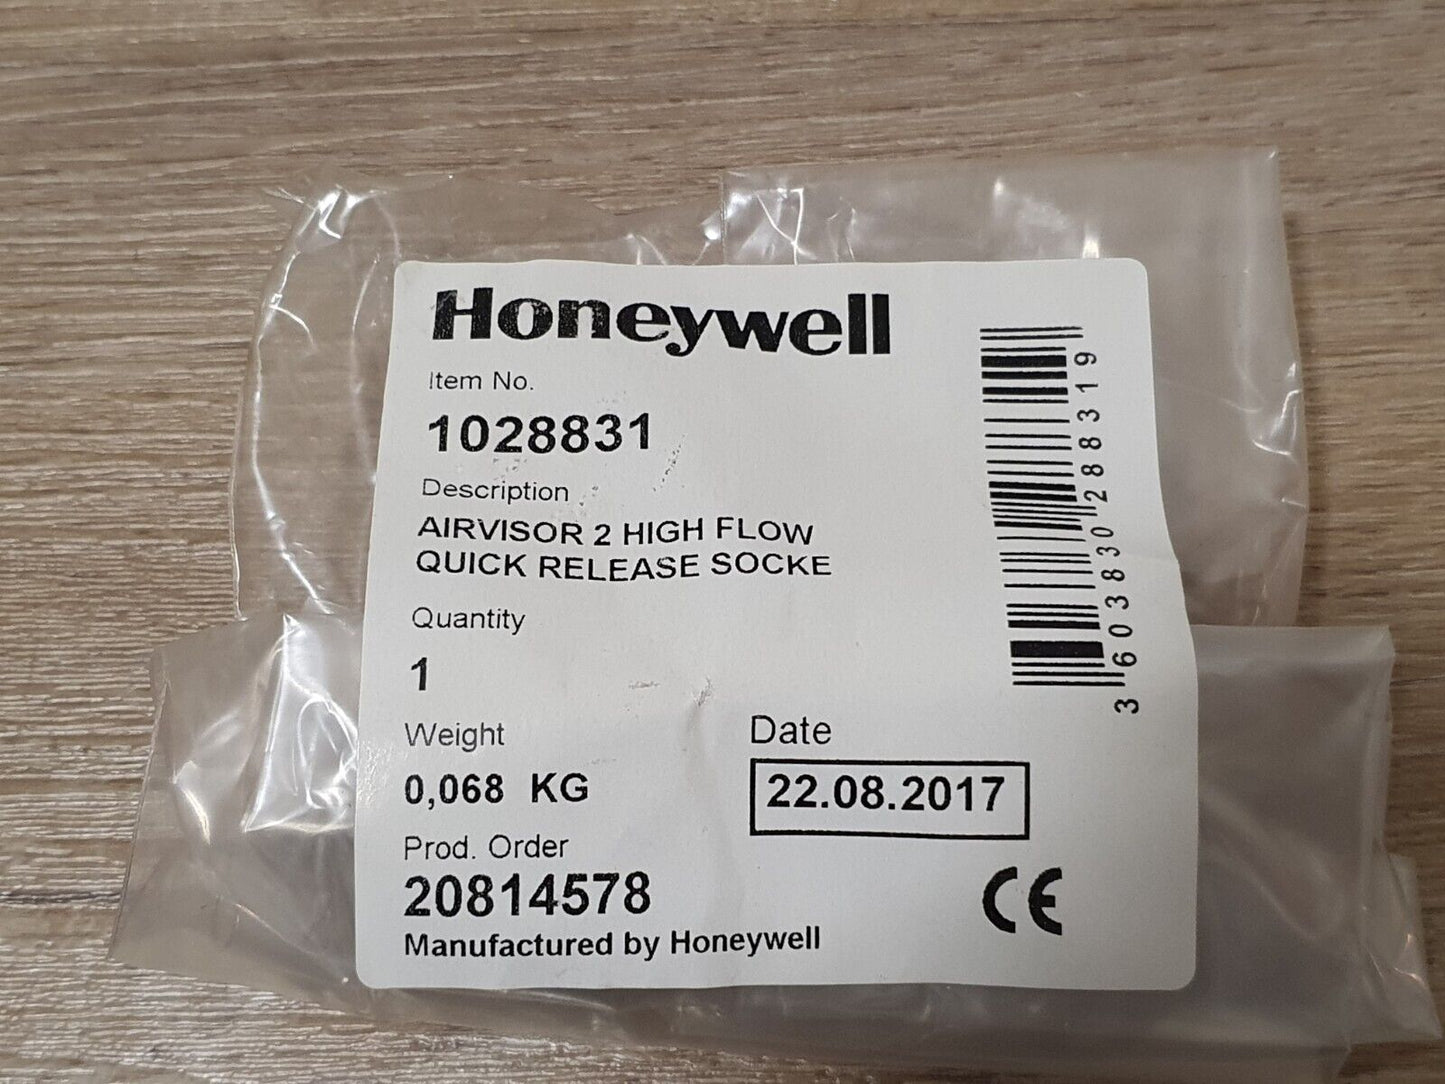 Honeywell
Item No.
1028831
Description
AIRVISOR 2 HIGH FLOW
QUICK RELEASE SOCKE
Quantity
1
Weight
0,068 KG
Prod. Order
20814578
Manufactured by Honeywell
Date
22.08.2017
CE
3 603830 288319